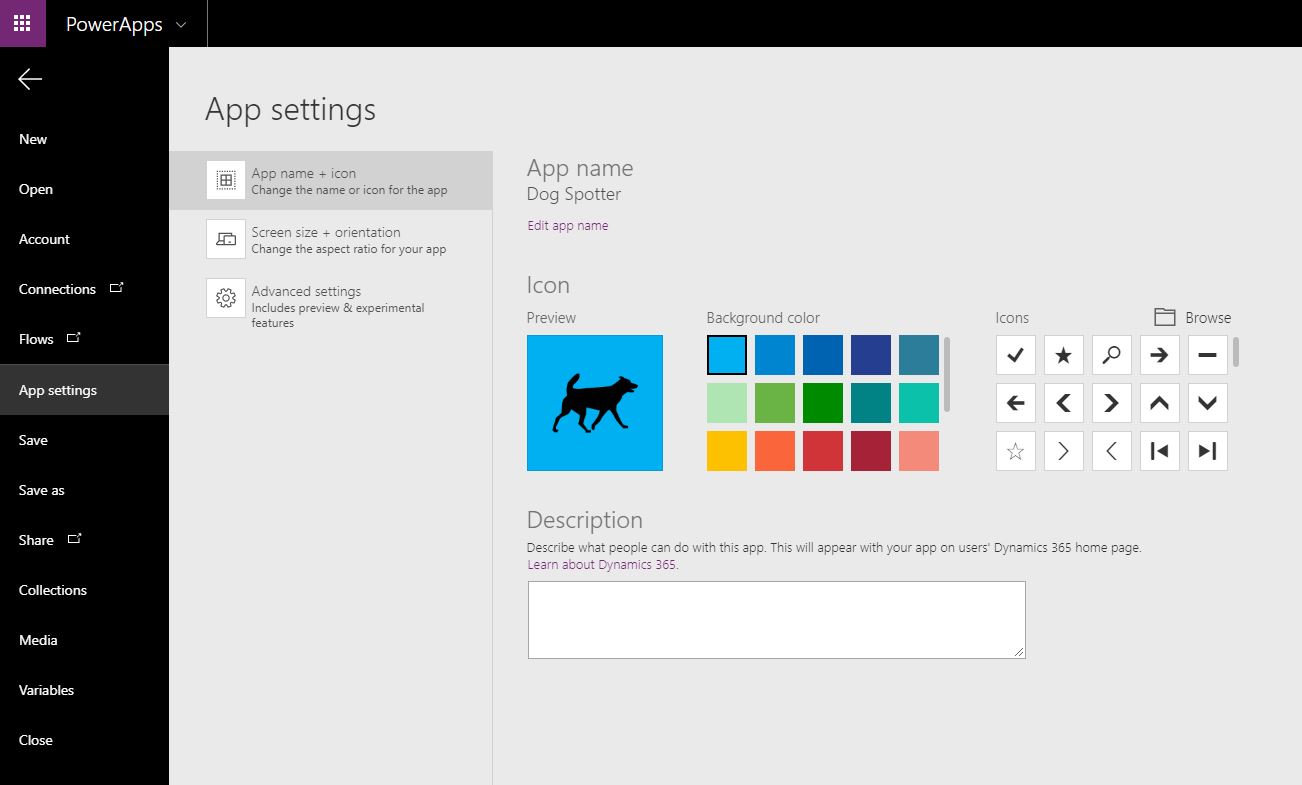 PowerApps
New
Open
Account
Connections
Flows
App settings
Save
Save as
Share
Collections
Media
Variables
Close
App settings
App name + icon
Change the name or icon for the app
Screen size + orientation
Change the aspect ratio for your app
Advanced settings
Includes preview & experimental
features
App name
Dog Spotter
Edit app name
Icon
Preview
Background color
Icons
Browse
Description
Describe what people can do with this app. This will appear with your app on users' Dynamics 365 home page.
Learn about Dynamics 365.